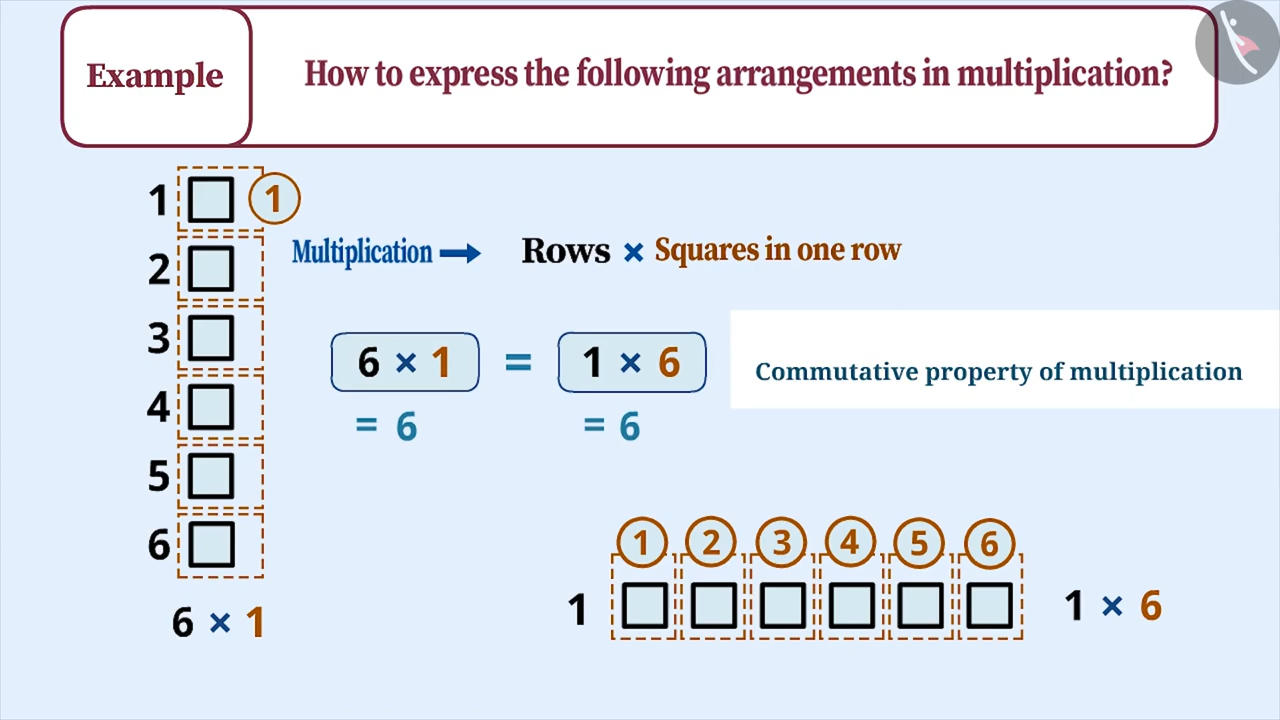 Example
How to express the following arrangements in multiplication?
1
1
2
3
4
5
6
6 × 1
Multiplication → Rows × Squares in one row
6 × 1 = 1 × 6
= 6
= 6
Commutative property of multiplication
1 2 3 4 5 6
1
1 × 6